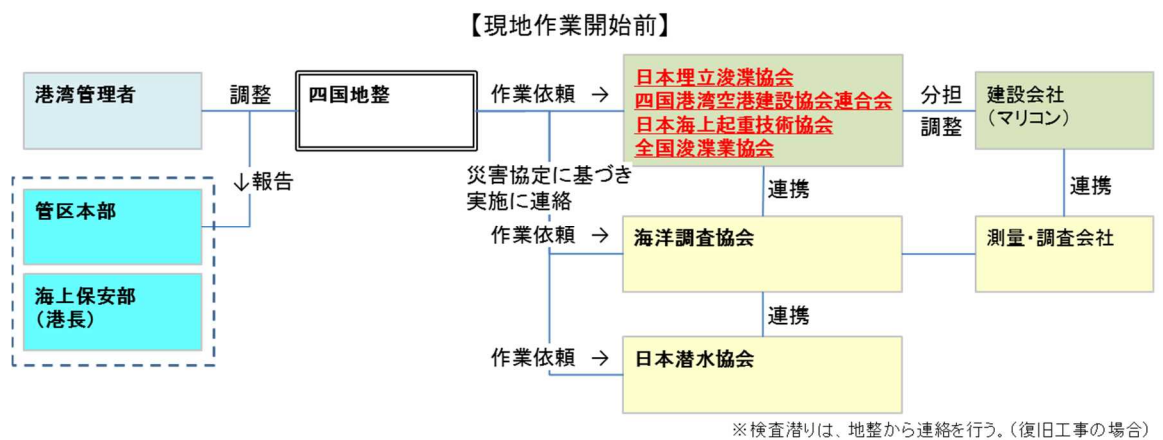 【現地作業開始前】
港湾管理者
調整
四国地整
作業依頼 →
日本埋立浚渫協会
四国港湾空港建設協会連合会
日本海上起重技術協会
全国浚渫業協会
分担
調整
建設会社
（マリコン）
↓報告
災害協定に基づき
実施に連絡
連携
連携
管区本部
作業依頼 →
海洋調査協会
測量・調査会社
海上保安部
（港長）
連携
作業依頼 →
日本潜水協会
※検査潜りは、地整から連絡を行う。（復旧工事の場合）